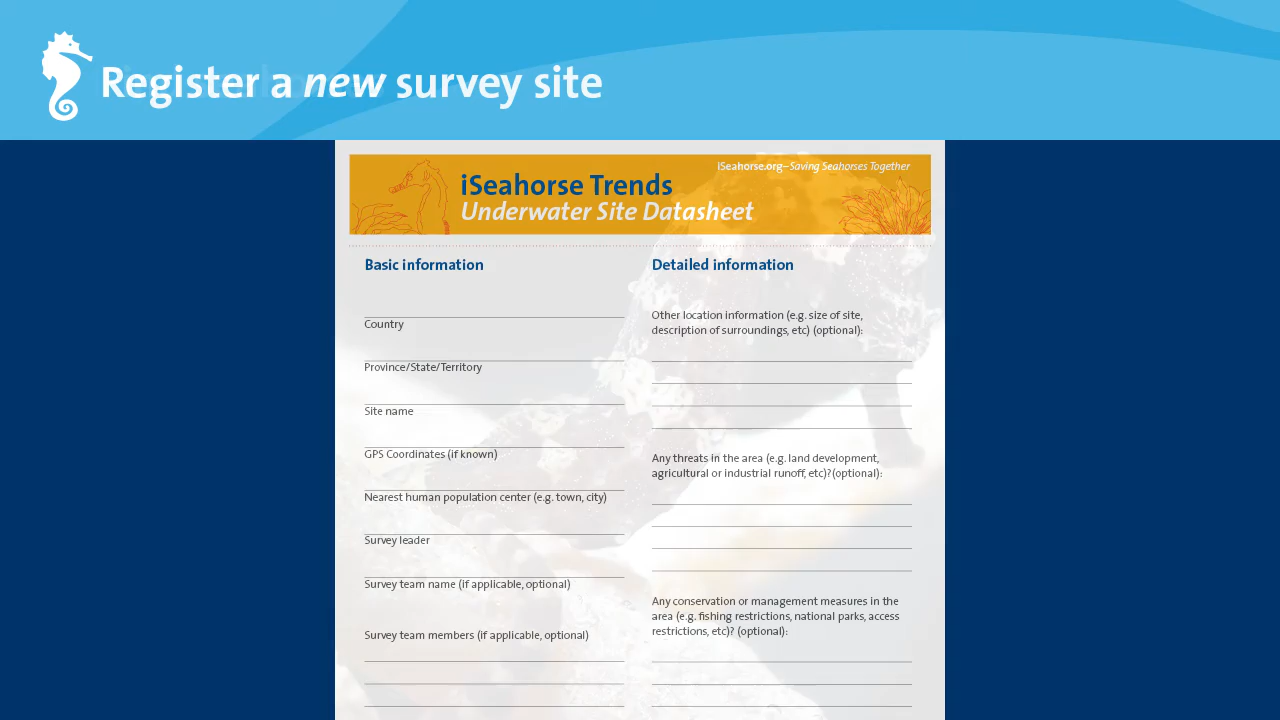 Register a new survey site
iSeahorse.org—Saving Seahorses Together
iSeahorse Trends
Underwater Site Datasheet
Basic information
Country
Province/State/Territory
Site name
GPS Coordinates (if known)
Nearest human population center (e.g. town, city)
Survey leader
Survey team name (if applicable, optional)
Survey team members (if applicable, optional)
Detailed information
Other location information (e.g. size of site,
description of surroundings, etc) (optional):
Any threats in the area (e.g. land development,
agricultural or industrial runoff, etc)?(optional):
Any conservation or management measures in the
area (e.g. fishing restrictions, national parks, access
restrictions, etc)? (optional):